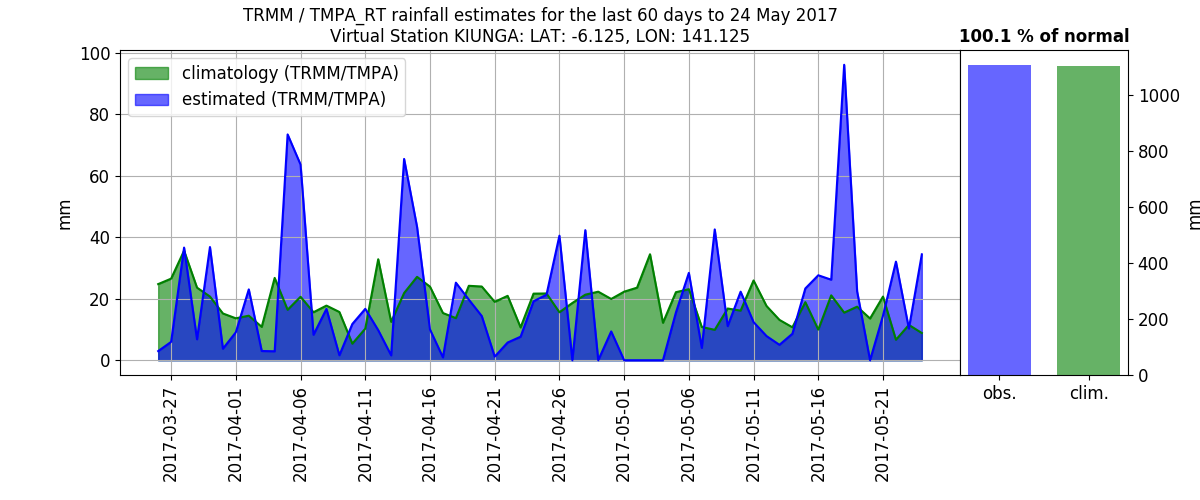 TRMM / TMPA_RT rainfall estimates for the last 60 days to 24 May 2017
Virtual Station KIUNGA: LAT: -6.125, LON: 141.125
100.1 % of normal
climatology (TRMM/TMPA)
estimated (TRMM/TMPA)
mm
100
80
60
40
20
0
2017-03-27
2017-04-01
2017-04-06
2017-04-11
2017-04-16
2017-04-21
2017-04-26
2017-05-01
2017-05-06
2017-05-11
2017-05-16
2017-05-21
obs.
clim.
1000
800
600
400
200
0
mm